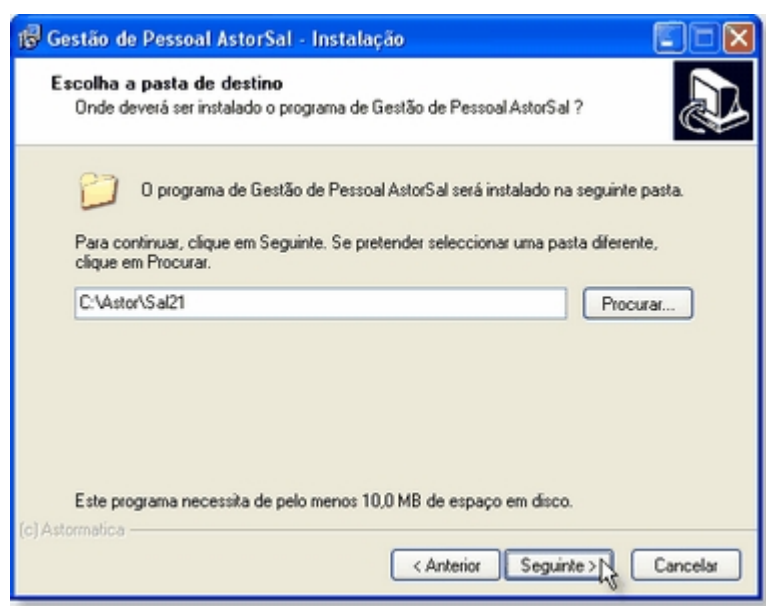 Gestão de Pessoal AstorSal - Instalação
Escolha a pasta de destino
Onde deverá ser instalado o programa de Gestão de Pessoal AstorSal ?
O programa de Gestão de Pessoal AstorSal será instalado na seguinte pasta.
Para continuar, clique em Seguinte. Se pretender seleccionar uma pasta diferente,
clique em Procurar.
C:\Astor\Sal21
Procurar...
Este programa necessita de pelo menos 10,0 MB de espaço em disco.
(c) Astormatica
< Anterior
Seguinte >
Cancelar